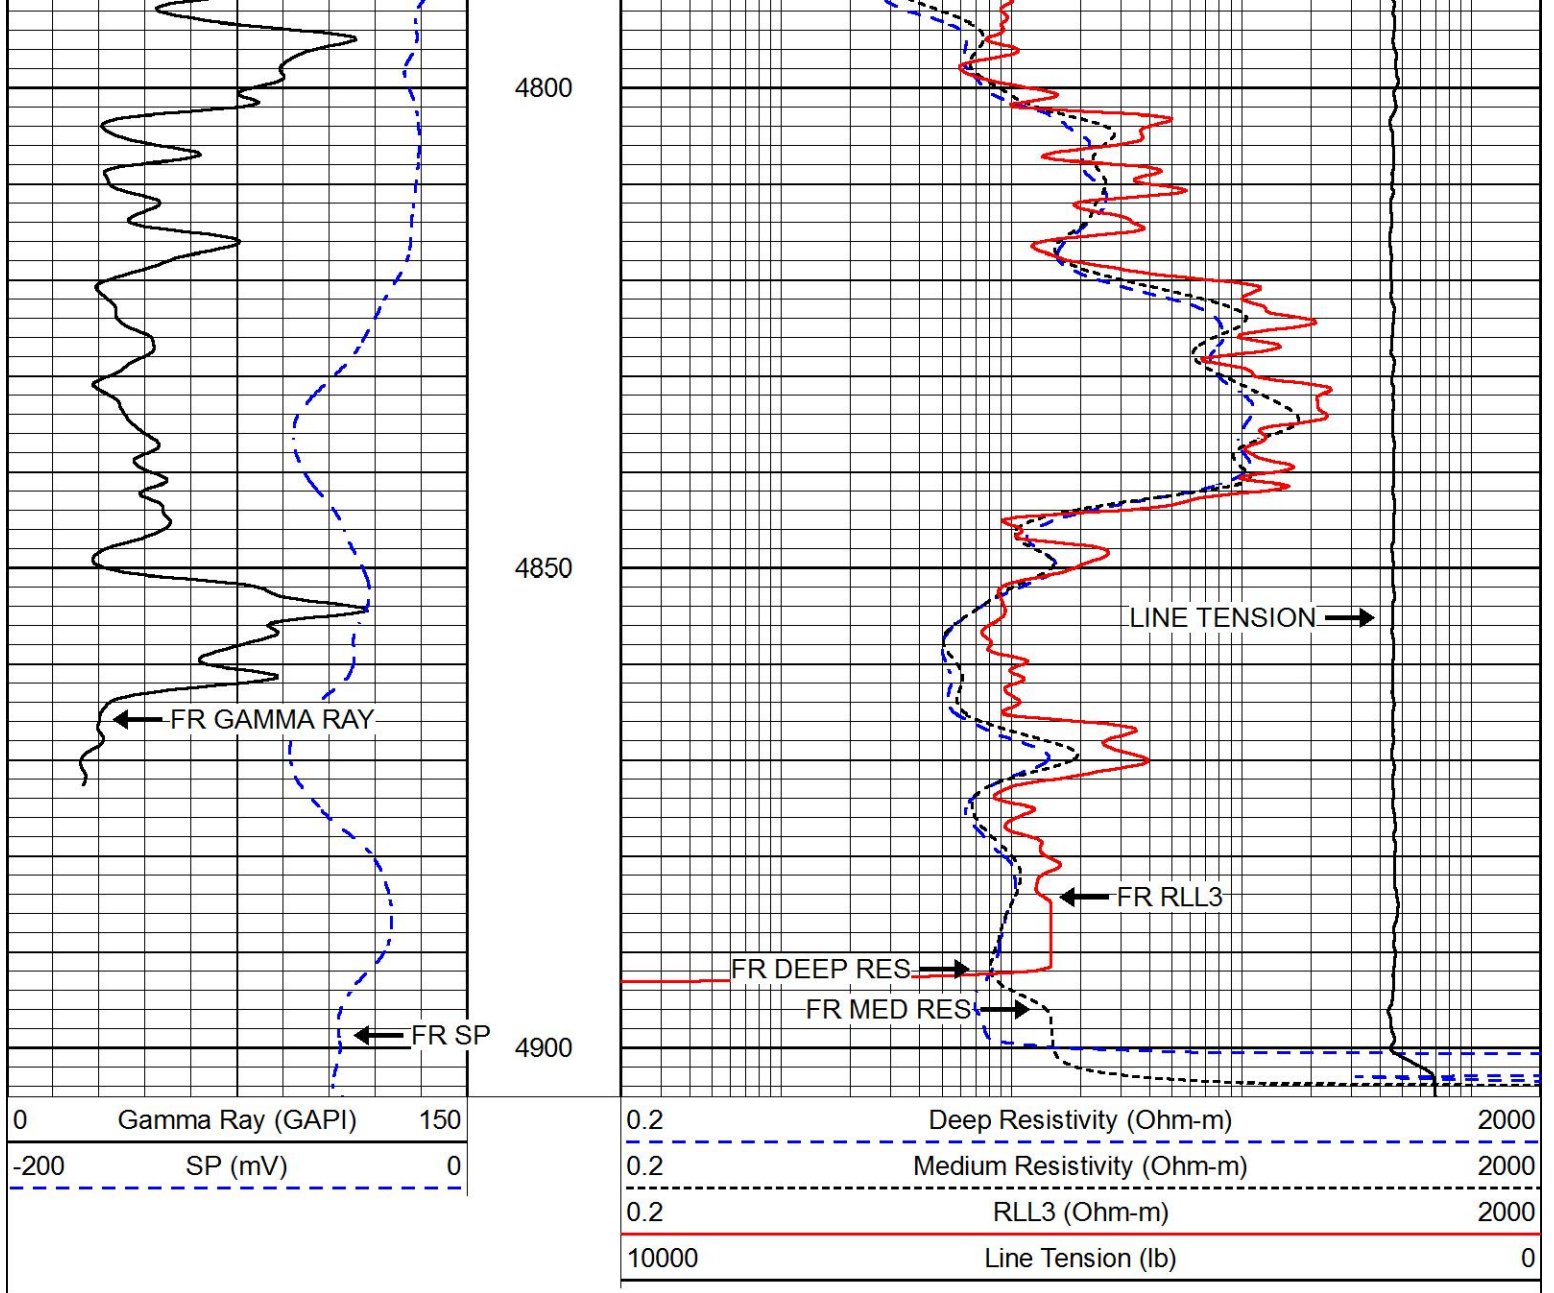 4800
4850
LINE TENSION
FR GAMMA RAY
FR RLL3
FR DEEP RES
FR MED RES
FR SP
4900
0 Gamma Ray (GAPI) 150
-200 SP (mV) 0
0.2 Deep Resistivity (Ohm-m) 2000
0.2 Medium Resistivity (Ohm-m) 2000
0.2 RLL3 (Ohm-m) 2000
10000 Line Tension (lb) 0